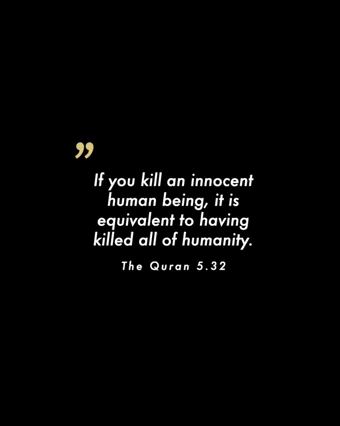 ”
If you kill an innocent
human being, it is
equivalent to having
killed all of humanity.
The Quran 5.32